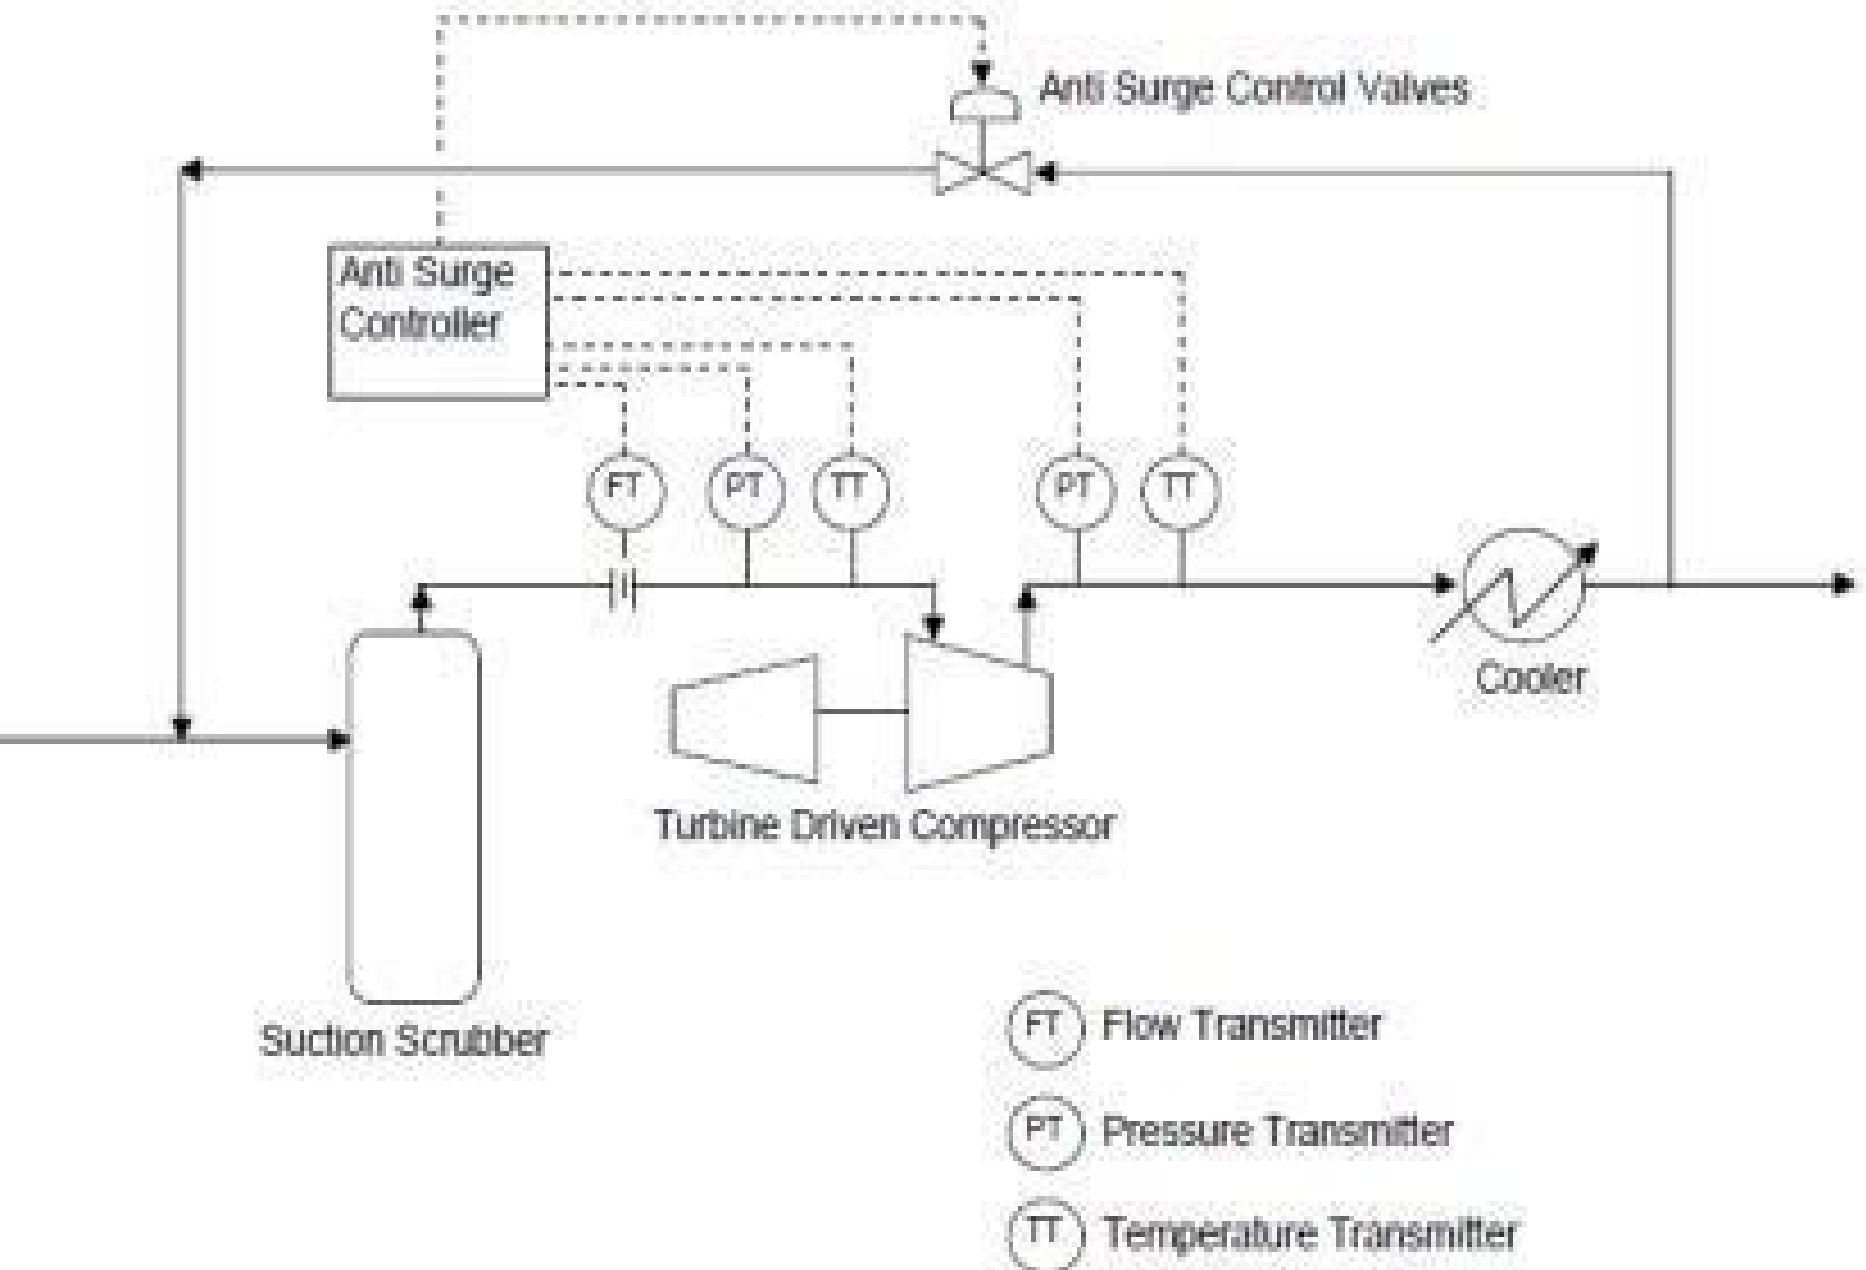 Anti Surge Control Valves
Anti Surge
Controller
FT
PT
TT
PT
TT
Cooler
Turbine Driven Compressor
Suction Scrubber
FT Flow Transmitter
PT Pressure Transmitter
TT Temperature Transmitter